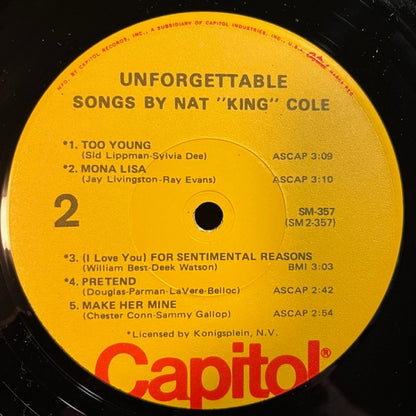 MFD. BY CAPITOL RECORDS, INC., A SUBSIDIARY OF CAPITOL INDUSTRIES, INC., U.S.A.
UNFORGETTABLE
SONGS BY NAT "KING" COLE
*1. TOO YOUNG
(Sid Lippman-Sylvia Dee) ASCAP 3:09
*2. MONA LISA
(Jay Livingston-Ray Evans) ASCAP 3:10
2
SM-357
(SM2-357)
*3. (I Love You) FOR SENTIMENTAL REASONS
(William Best-Deek Watson) BMI 3:03
*4. PRETEND
(Douglas-Parman-LaVere-Belloc) ASCAP 2:42
5. MAKE HER MINE
(Chester Conn-Sammy Gallop) ASCAP 2:54
*Licensed by Konigsplein, N.V.
Capitol®